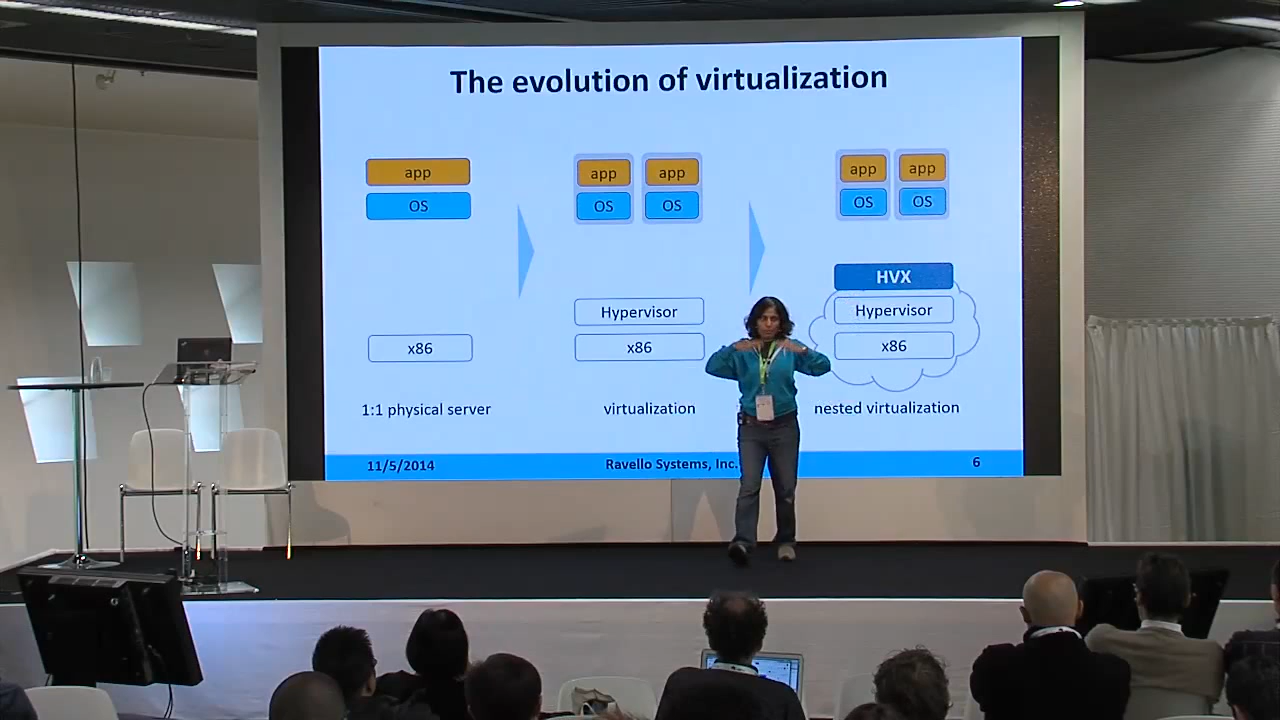 The evolution of virtualization
app
OS
x86
1:1 physical server
app app
OS OS
Hypervisor
x86
virtualization
app app
OS OS
HVX
Hypervisor
x86
nested virtualization
11/5/2014 Ravello Systems, Inc. 6